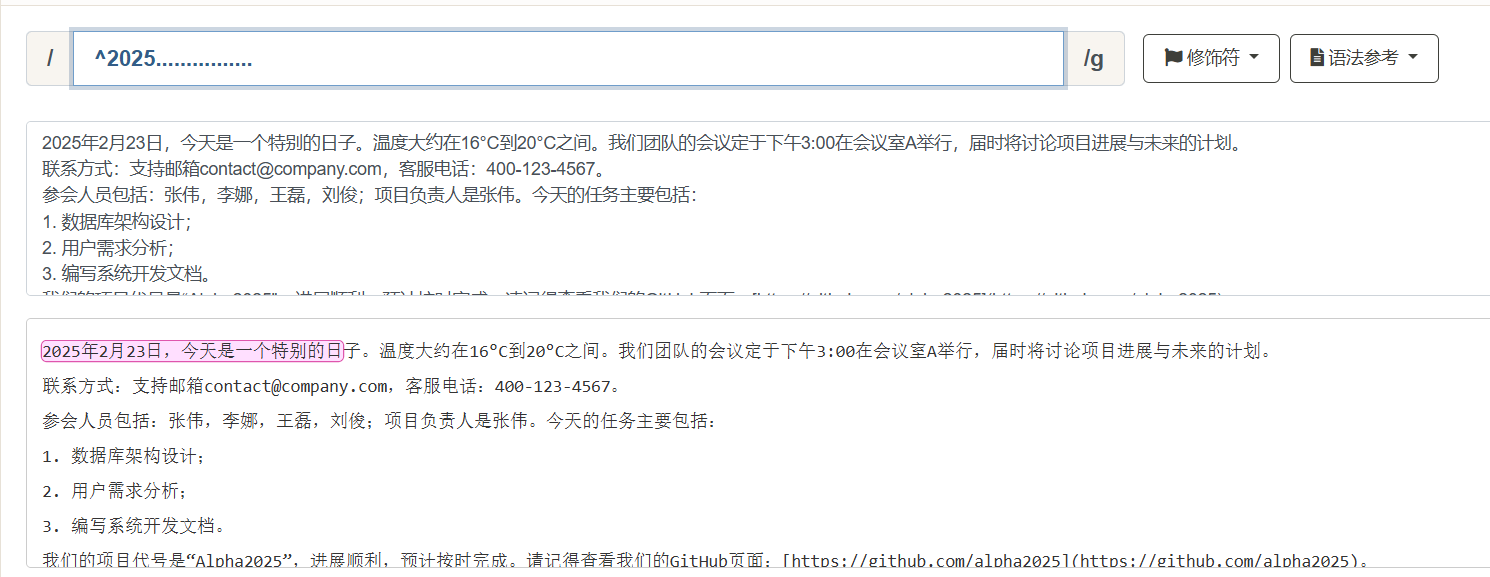 / ^2025................ /g 修饰符 语法参考
2025年2月23日，今天是一个特别的日子。温度大约在16°C到20°C之间。我们团队的会议定于下午3:00在会议室A举行，届时将讨论项目进展与未来的计划。
联系方式：支持邮箱contact@company.com，客服电话：400-123-4567。
参会人员包括：张伟，李娜，王磊，刘俊；项目负责人是张伟。今天的任务主要包括：
1. 数据库架构设计；
2. 用户需求分析；
3. 编写系统开发文档。
2025年2月23日，今天是一个特别的日子。温度大约在16°C到20°C之间。我们团队的会议定于下午3:00在会议室A举行，届时将讨论项目进展与未来的计划。
联系方式：支持邮箱contact@company.com，客服电话：400-123-4567。
参会人员包括：张伟，李娜，王磊，刘俊；项目负责人是张伟。今天的任务主要包括：
1. 数据库架构设计；
2. 用户需求分析；
3. 编写系统开发文档。
我们的项目代号是“Alpha2025”，进展顺利，预计按时完成。请记得查看我们的GitHub页面：[https://github.com/alpha2025](https://github.com/alpha2025)。